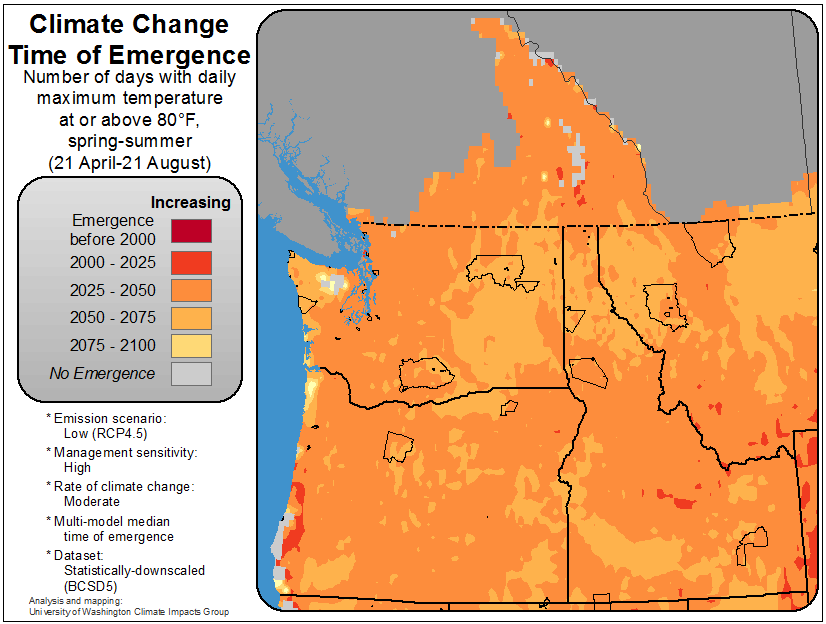 Climate Change
Time of Emergence
Number of days with daily
maximum temperature
at or above 80°F,
spring-summer
(21 April-21 August)
Increasing
Emergence
before 2000
2000 - 2025
2025 - 2050
2050 - 2075
2075 - 2100
No Emergence
* Emission scenario:
Low (RCP4.5)
* Management sensitivity:
High
* Rate of climate change:
Moderate
* Multi-model median
time of emergence
* Dataset:
Statistically-downscaled
(BCSD5)
Analysis and mapping:
University of Washington Climate Impacts Group